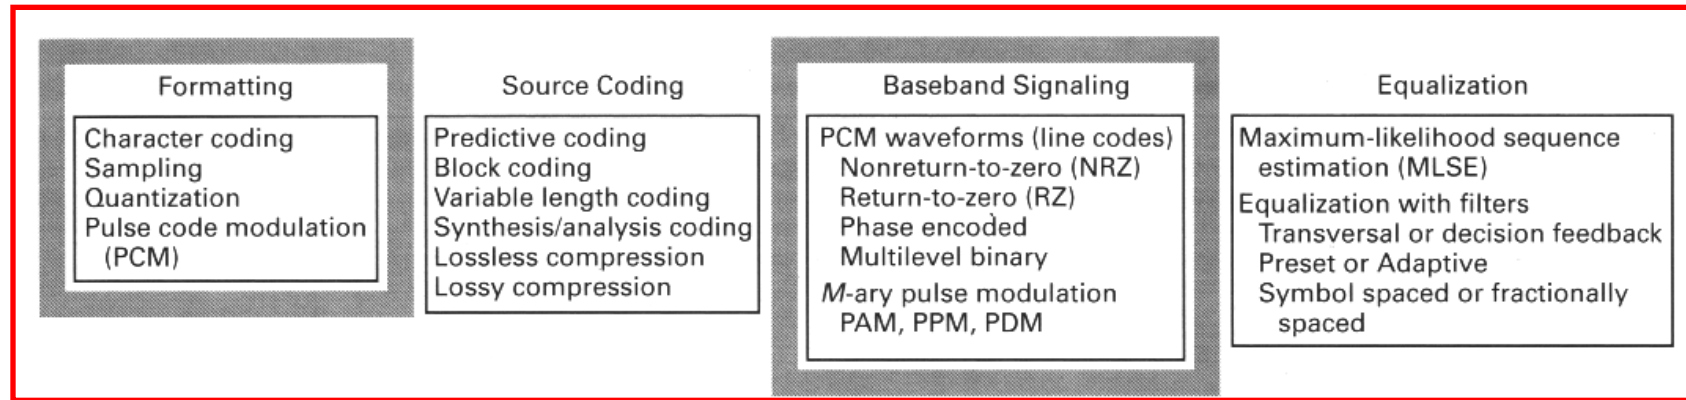 Formatting
Character coding
Sampling
Quantization
Pulse code modulation
(PCM)
Source Coding
Predictive coding
Block coding
Variable length coding
Synthesis/analysis coding
Lossless compression
Lossy compression
Baseband Signaling
PCM waveforms (line codes)
Nonreturn-to-zero (NRZ)
Return-to-zero (RZ)
Phase encoded
Multilevel binary
M-ary pulse modulation
PAM, PPM, PDM
Equalization
Maximum-likelihood sequence
estimation (MLSE)
Equalization with filters
Transversal or decision feedback
Preset or Adaptive
Symbol spaced or fractionally
spaced